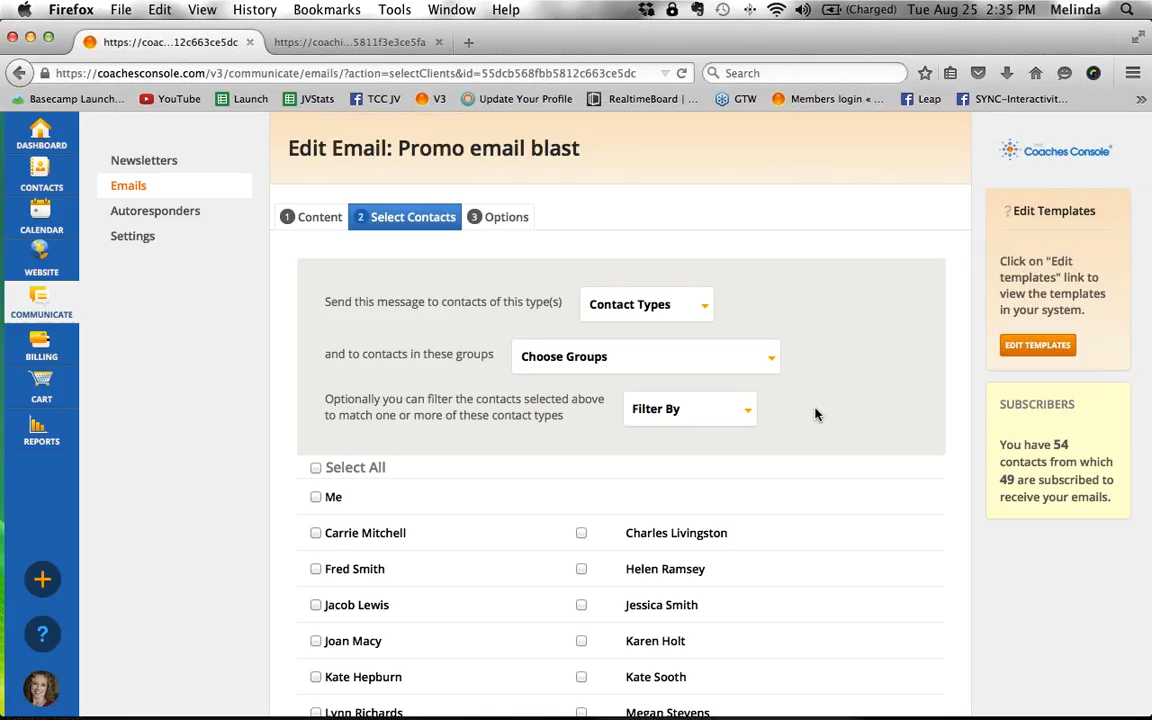 Firefox File Edit View History Bookmarks Tools Window Help (Charged) Tue Aug 25 2:35 PM Melinda
https://coac...12c663ce5dc https://coachi...5811f3e3ce5fa
https://coachesconsole.com/v3/communicate/emails/?action=selectClients&id=55dcb568fbb5812c663ce5dc Search
Basecamp Launch... YouTube Launch JVStats TCC JV V3 Update Your Profile RealtimeBoard |... GTW Members login «... Leap SYNC-Interactivit...
DASHBOARD
CONTACTS
CALENDAR
WEBSITE
COMMUNICATE
BILLING
CART
REPORTS
+
?
Newsletters
Emails
Autoresponders
Settings
Edit Email: Promo email blast
1 Content 2 Select Contacts 3 Options
Send this message to contacts of this type(s) Contact Types
and to contacts in these groups Choose Groups
Optionally you can filter the contacts selected above
to match one or more of these contact types Filter By
Select All
Me
Carrie Mitchell Charles Livingston
Fred Smith Helen Ramsey
Jacob Lewis Jessica Smith
Joan Macy Karen Holt
Kate Hepburn Kate Sooth
Lynn Richards Megan Stevens
THE
Coaches Console
?Edit Templates
Click on "Edit
templates" link to
view the templates
in your system.
EDIT TEMPLATES
SUBSCRIBERS
You have 54
contacts from which
49 are subscribed to
receive your emails.